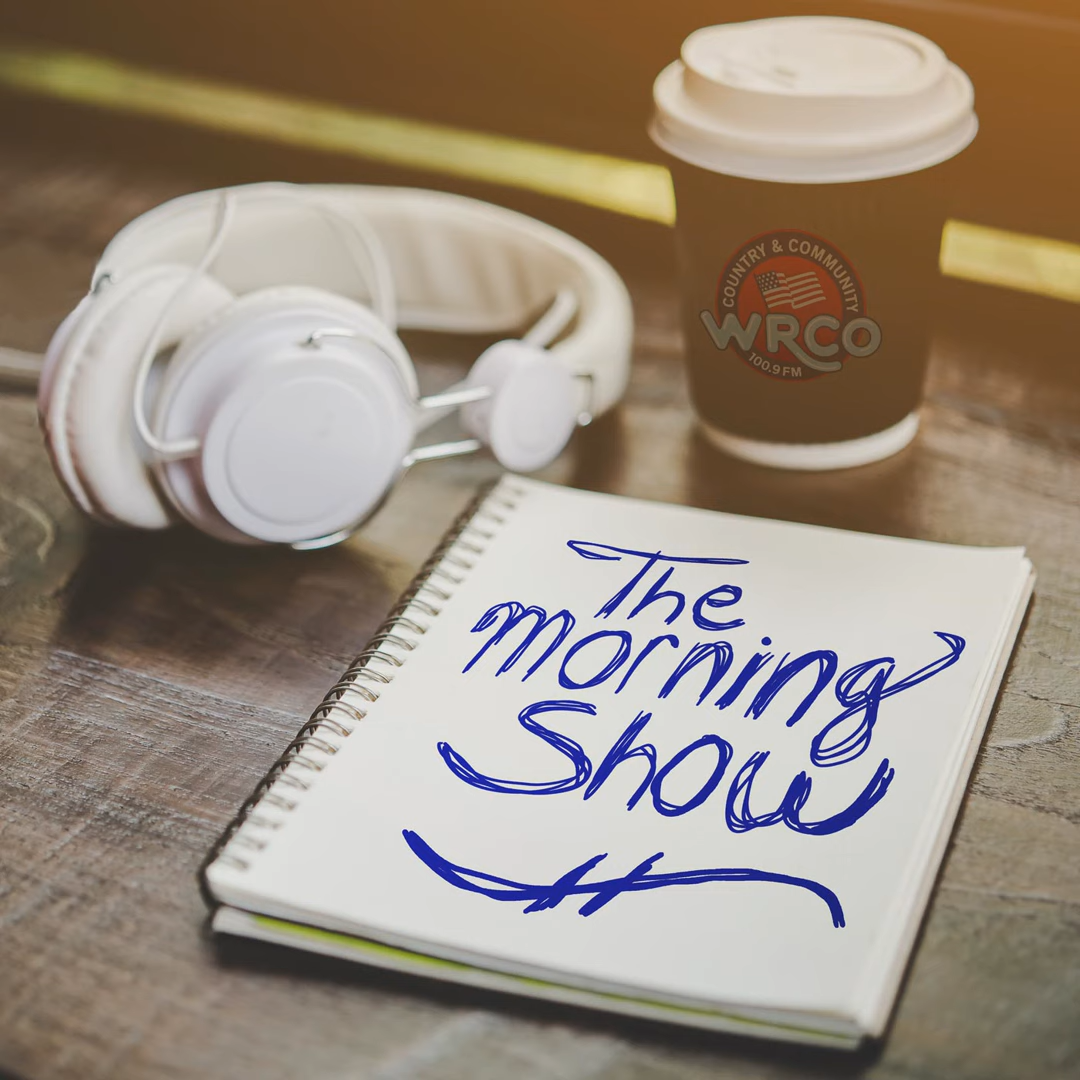 COUNTRY & COMMUNITY
WRCO
100.9 FM
The
morning
Show